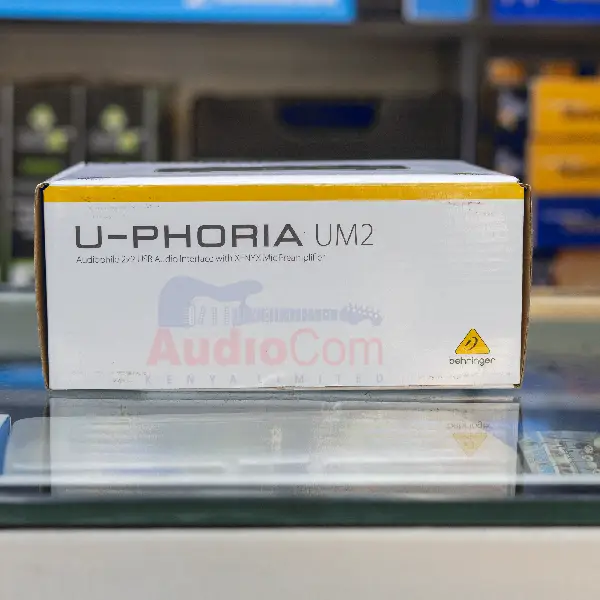 U-PHORIA UM2
Audiophile 2x2 USB Audio Interface with XENYX Mic Preamplifier
AudioCom
KENYA LIMITED
behringer